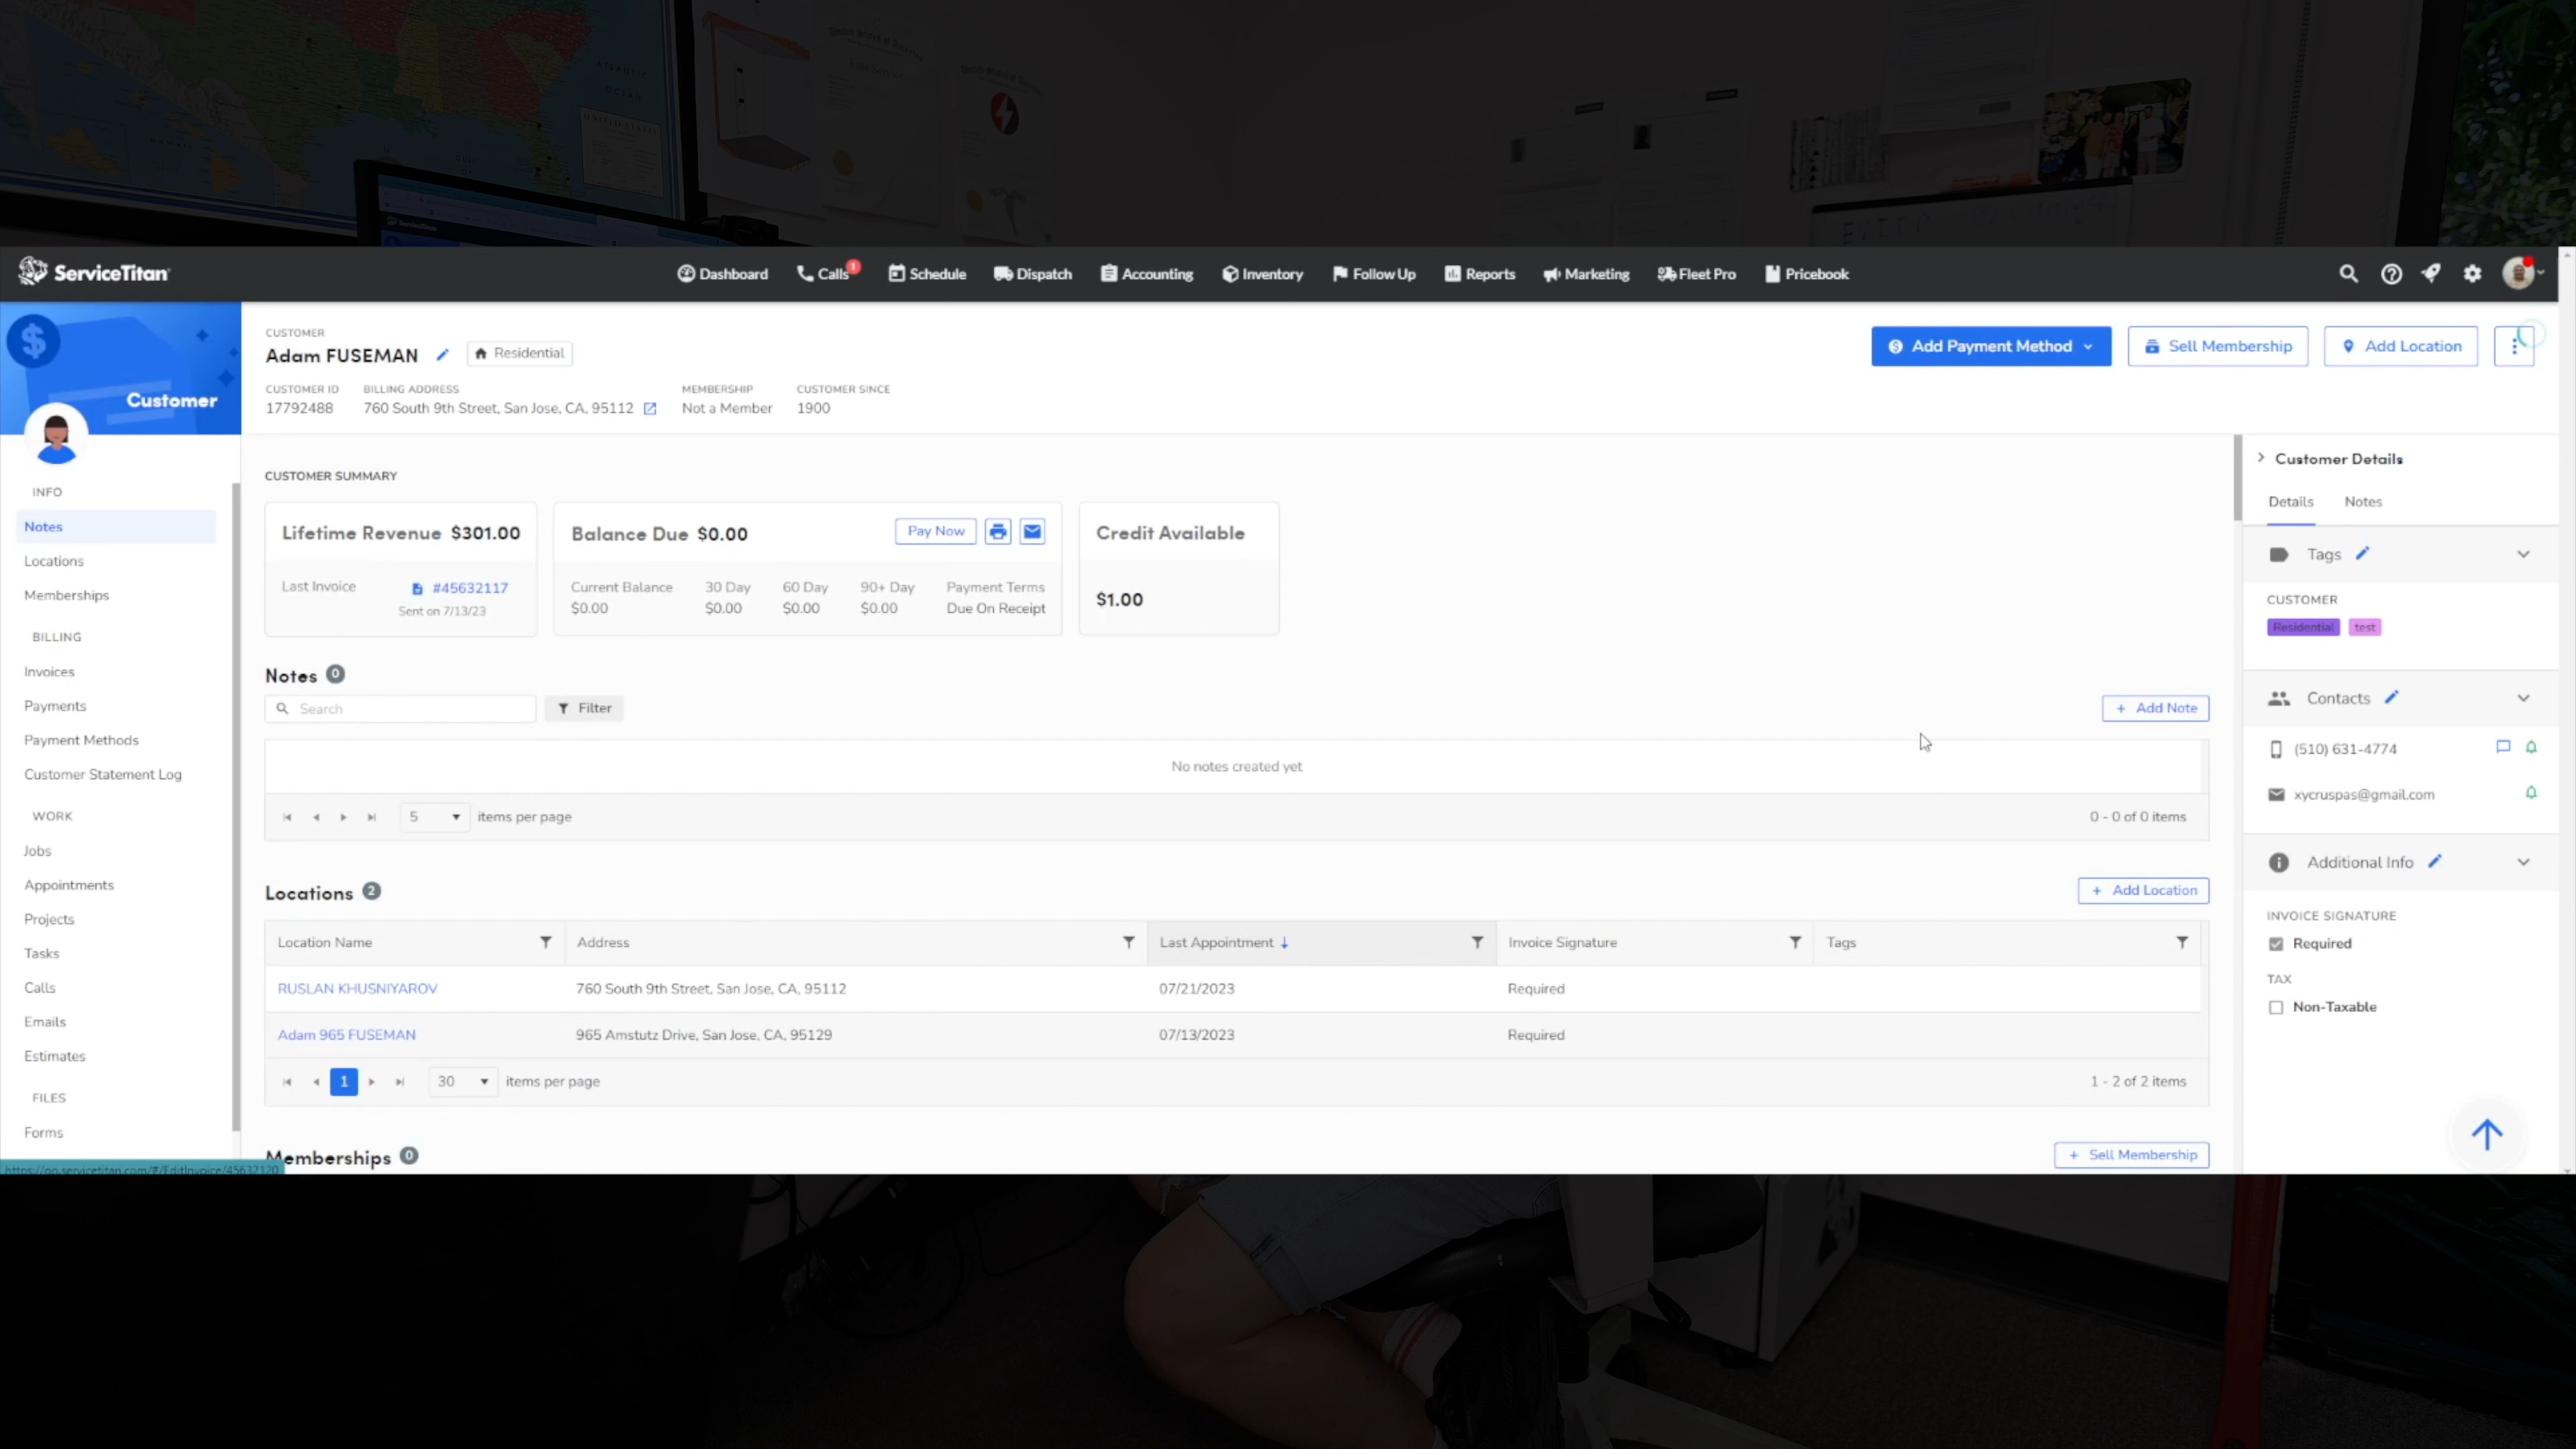 ServiceTitan
Dashboard
Calls 1
Schedule
Dispatch
Accounting
Inventory
Follow Up
Reports
Marketing
Fleet Pro
Pricebook
Customer
CUSTOMER
Adam FUSEMAN
Residential
Add Payment Method
Sell Membership
Add Location
CUSTOMER ID
17792488
BILLING ADDRESS
760 South 9th Street, San Jose, CA, 95112
MEMBERSHIP
Not a Member
CUSTOMER SINCE
1900
INFO
Notes
Locations
Memberships
BILLING
Invoices
Payments
Payment Methods
Customer Statement Log
WORK
Jobs
Appointments
Projects
Tasks
Calls
Emails
Estimates
FILES
Forms
https://go.servicetitan.com/#/EditInvoice/45632120
CUSTOMER SUMMARY
Lifetime Revenue $301.00
Last Invoice
#45632117
Sent on 7/13/23
Balance Due $0.00
Pay Now
Current Balance
$0.00
30 Day
$0.00
60 Day
$0.00
90+ Day
$0.00
Payment Terms
Due On Receipt
Credit Available
$1.00
Notes 0
Search
Filter
+ Add Note
No notes created yet
5 items per page
0 - 0 of 0 items
Locations 2
+ Add Location
Location Name
Address
Last Appointment
Invoice Signature
Tags
RUSLAN KHUSNIYAROV 760 South 9th Street, San Jose, CA, 95112 07/21/2023 Required
Adam 965 FUSEMAN 965 Amstutz Drive, San Jose, CA, 95129 07/13/2023 Required
1 30 items per page
1 - 2 of 2 items
Memberships 0
+ Sell Membership
Customer Details
Details
Notes
Tags
CUSTOMER
Residential
test
Contacts
(510) 631-4774
xycruspas@gmail.com
Additional Info
INVOICE SIGNATURE
Required
TAX
Non-Taxable